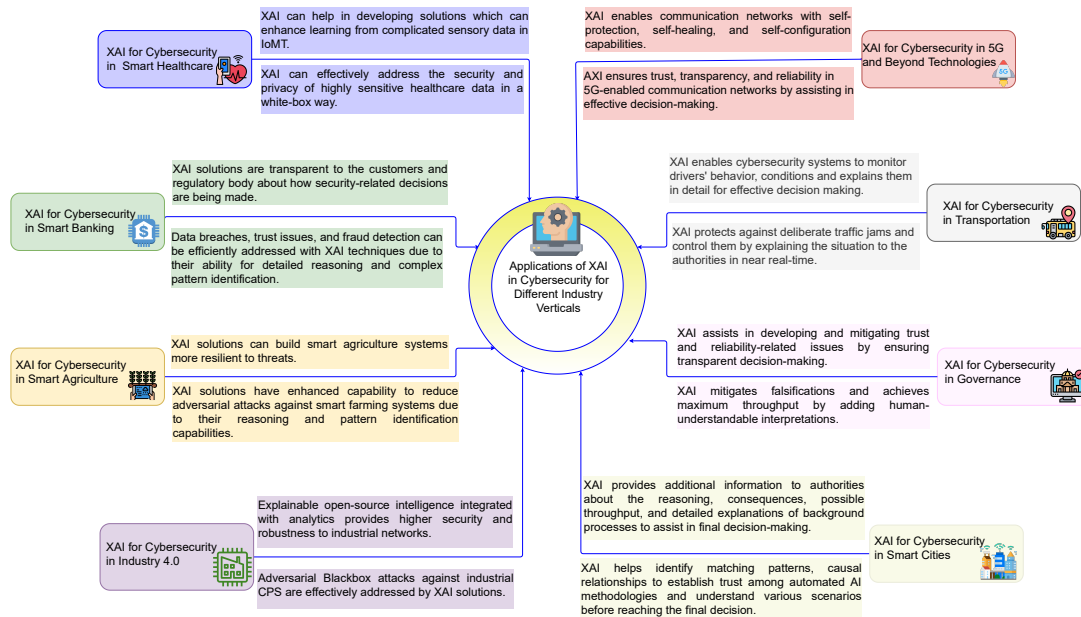 XAI can help in developing solutions which can
enhance learning from complicated sensory data in
IoMT.
XAI for Cybersecurity
in Smart Healthcare
XAI can effectively address the security and
privacy of highly sensitive healthcare data in a
white-box way.
XAI enables communication networks with self-
protection, self-healing, and self-configuration
capabilities.
XAI for Cybersecurity in 5G
and Beyond Technologies
5G
AXI ensures trust, transparency, and reliability in
5G-enabled communication networks by assisting in
effective decision-making.
XAI solutions are transparent to the customers and
regulatory body about how security-related decisions
are being made.
XAI for Cybersecurity
in Smart Banking
$
Data breaches, trust issues, and fraud detection can
be efficiently addressed with XAI techniques due to
their ability for detailed reasoning and complex
pattern identification.
XAI enables cybersecurity systems to monitor
drivers' behavior, conditions and explains them
in detail for effective decision making.
XAI for Cybersecurity
in Transportation
XAI protects against deliberate traffic jams and
control them by explaining the situation to the
authorities in near real-time.
Applications of XAI
in Cybersecurity for
Different Industry
Verticals
XAI solutions can build smart agriculture systems
more resilient to threats.
XAI for Cybersecurity
in Smart Agriculture
XAI solutions have enhanced capability to reduce
adversarial attacks against smart farming systems due
to their reasoning and pattern identification
capabilities.
XAI assists in developing and mitigating trust
and reliability-related issues by ensuring
transparent decision-making.
XAI for Cybersecurity
in Governance
XAI mitigates falsifications and achieves
maximum throughput by adding human-
understandable interpretations.
Explainable open-source intelligence integrated
with analytics provides higher security and
robustness to industrial networks.
XAI for Cybersecurity
in Industry 4.0
Adversarial Blackbox attacks against industrial
CPS are effectively addressed by XAI solutions.
XAI provides additional information to authorities
about the reasoning, consequences, possible
throughput, and detailed explanations of background
processes to assist in final decision-making.
XAI for Cybersecurity
in Smart Cities
XAI helps identify matching patterns, causal
relationships to establish trust among automated AI
methodologies and understand various scenarios
before reaching the final decision.